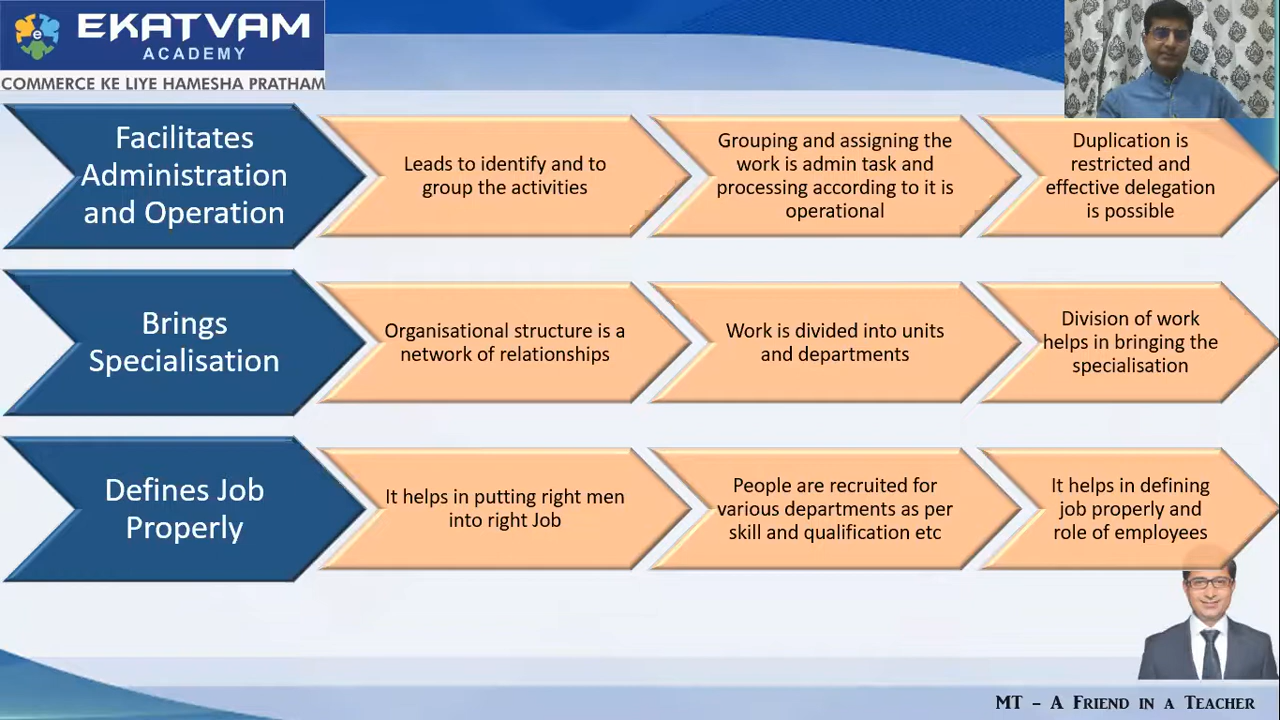 EKATVAM
ACADEMY
COMMERCE KE LIYE HAMESHA PRATHAM
Facilitates
Administration
and Operation
Leads to identify and to
group the activities
Grouping and assigning the
work is admin task and
processing according to it is
operational
Duplication is
restricted and
effective delegation
is possible
Brings
Specialisation
Organisational structure is a
network of relationships
Work is divided into units
and departments
Division of work
helps in bringing the
specialisation
Defines Job
Properly
It helps in putting right men
into right Job
People are recruited for
various departments as per
skill and qualification etc
It helps in defining
job properly and
role of employees
MT – A Friend in a Teacher